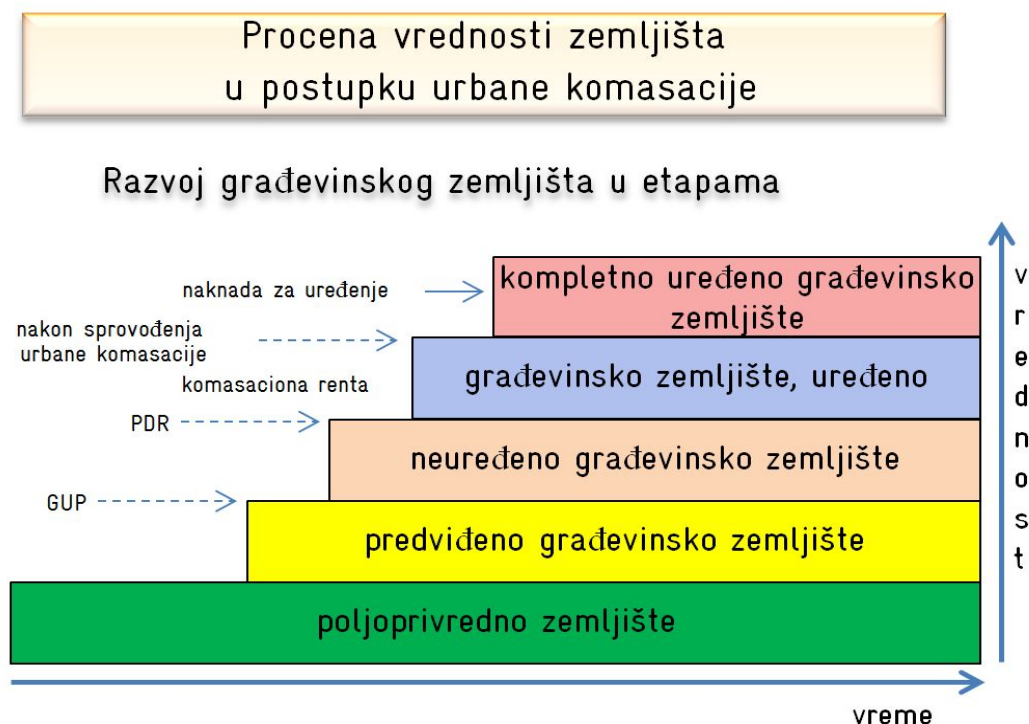 Procena vrednosti zemljišta
u postupku urbane komasacije
Razvoj građevinskog zemljišta u etapama
naknada za uređenje
kompletno uređeno građevinsko
zemljište
nakon sprovođenja
urbane komasacije
građevinsko zemljište, uređeno
komasaciona renta
PDR
neuređeno građevinsko zemljište
GUP
predviđeno građevinsko zemljište
poljoprivredno zemljište
vrednost
vreme